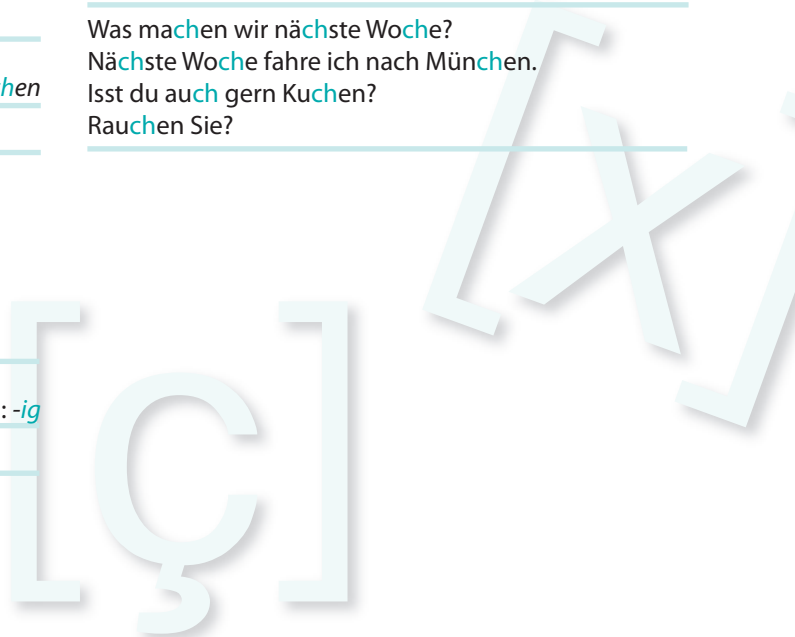 Was machen wir nächste Woche?
Nächste Woche fahre ich nach München.
hen
Isst du auch gern Kuchen?
Rauchen Sie?
[x]
: -ig
[ç]